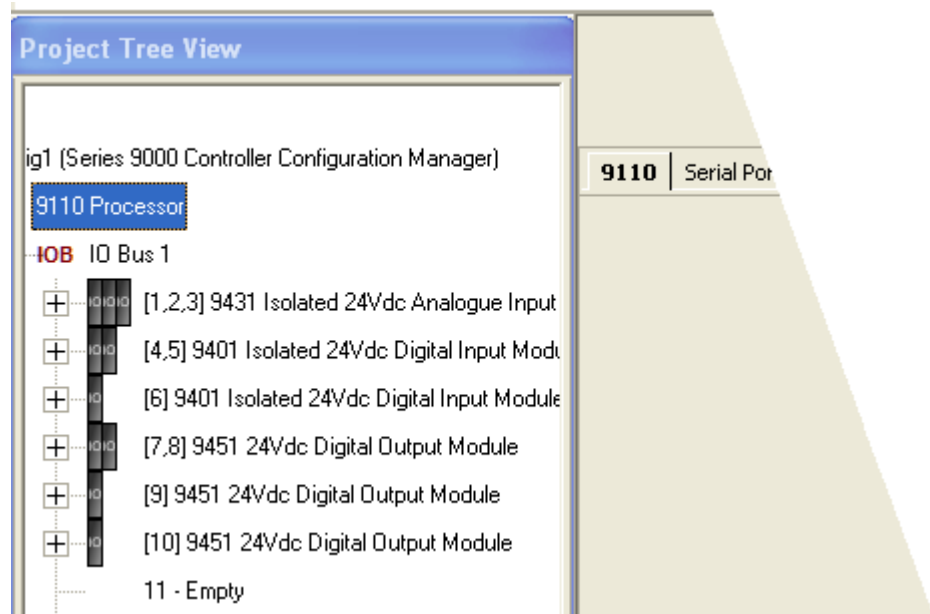 Project Tree View
ig1 (Series 9000 Controller Configuration Manager)
9110 Serial Por
9110 Processor
IOB IO Bus 1
[1,2,3] 9431 Isolated 24Vdc Analogue Input
[4,5] 9401 Isolated 24Vdc Digital Input Modu
[6] 9401 Isolated 24Vdc Digital Input Module
[7,8] 9451 24Vdc Digital Output Module
[9] 9451 24Vdc Digital Output Module
[10] 9451 24Vdc Digital Output Module
11 - Empty